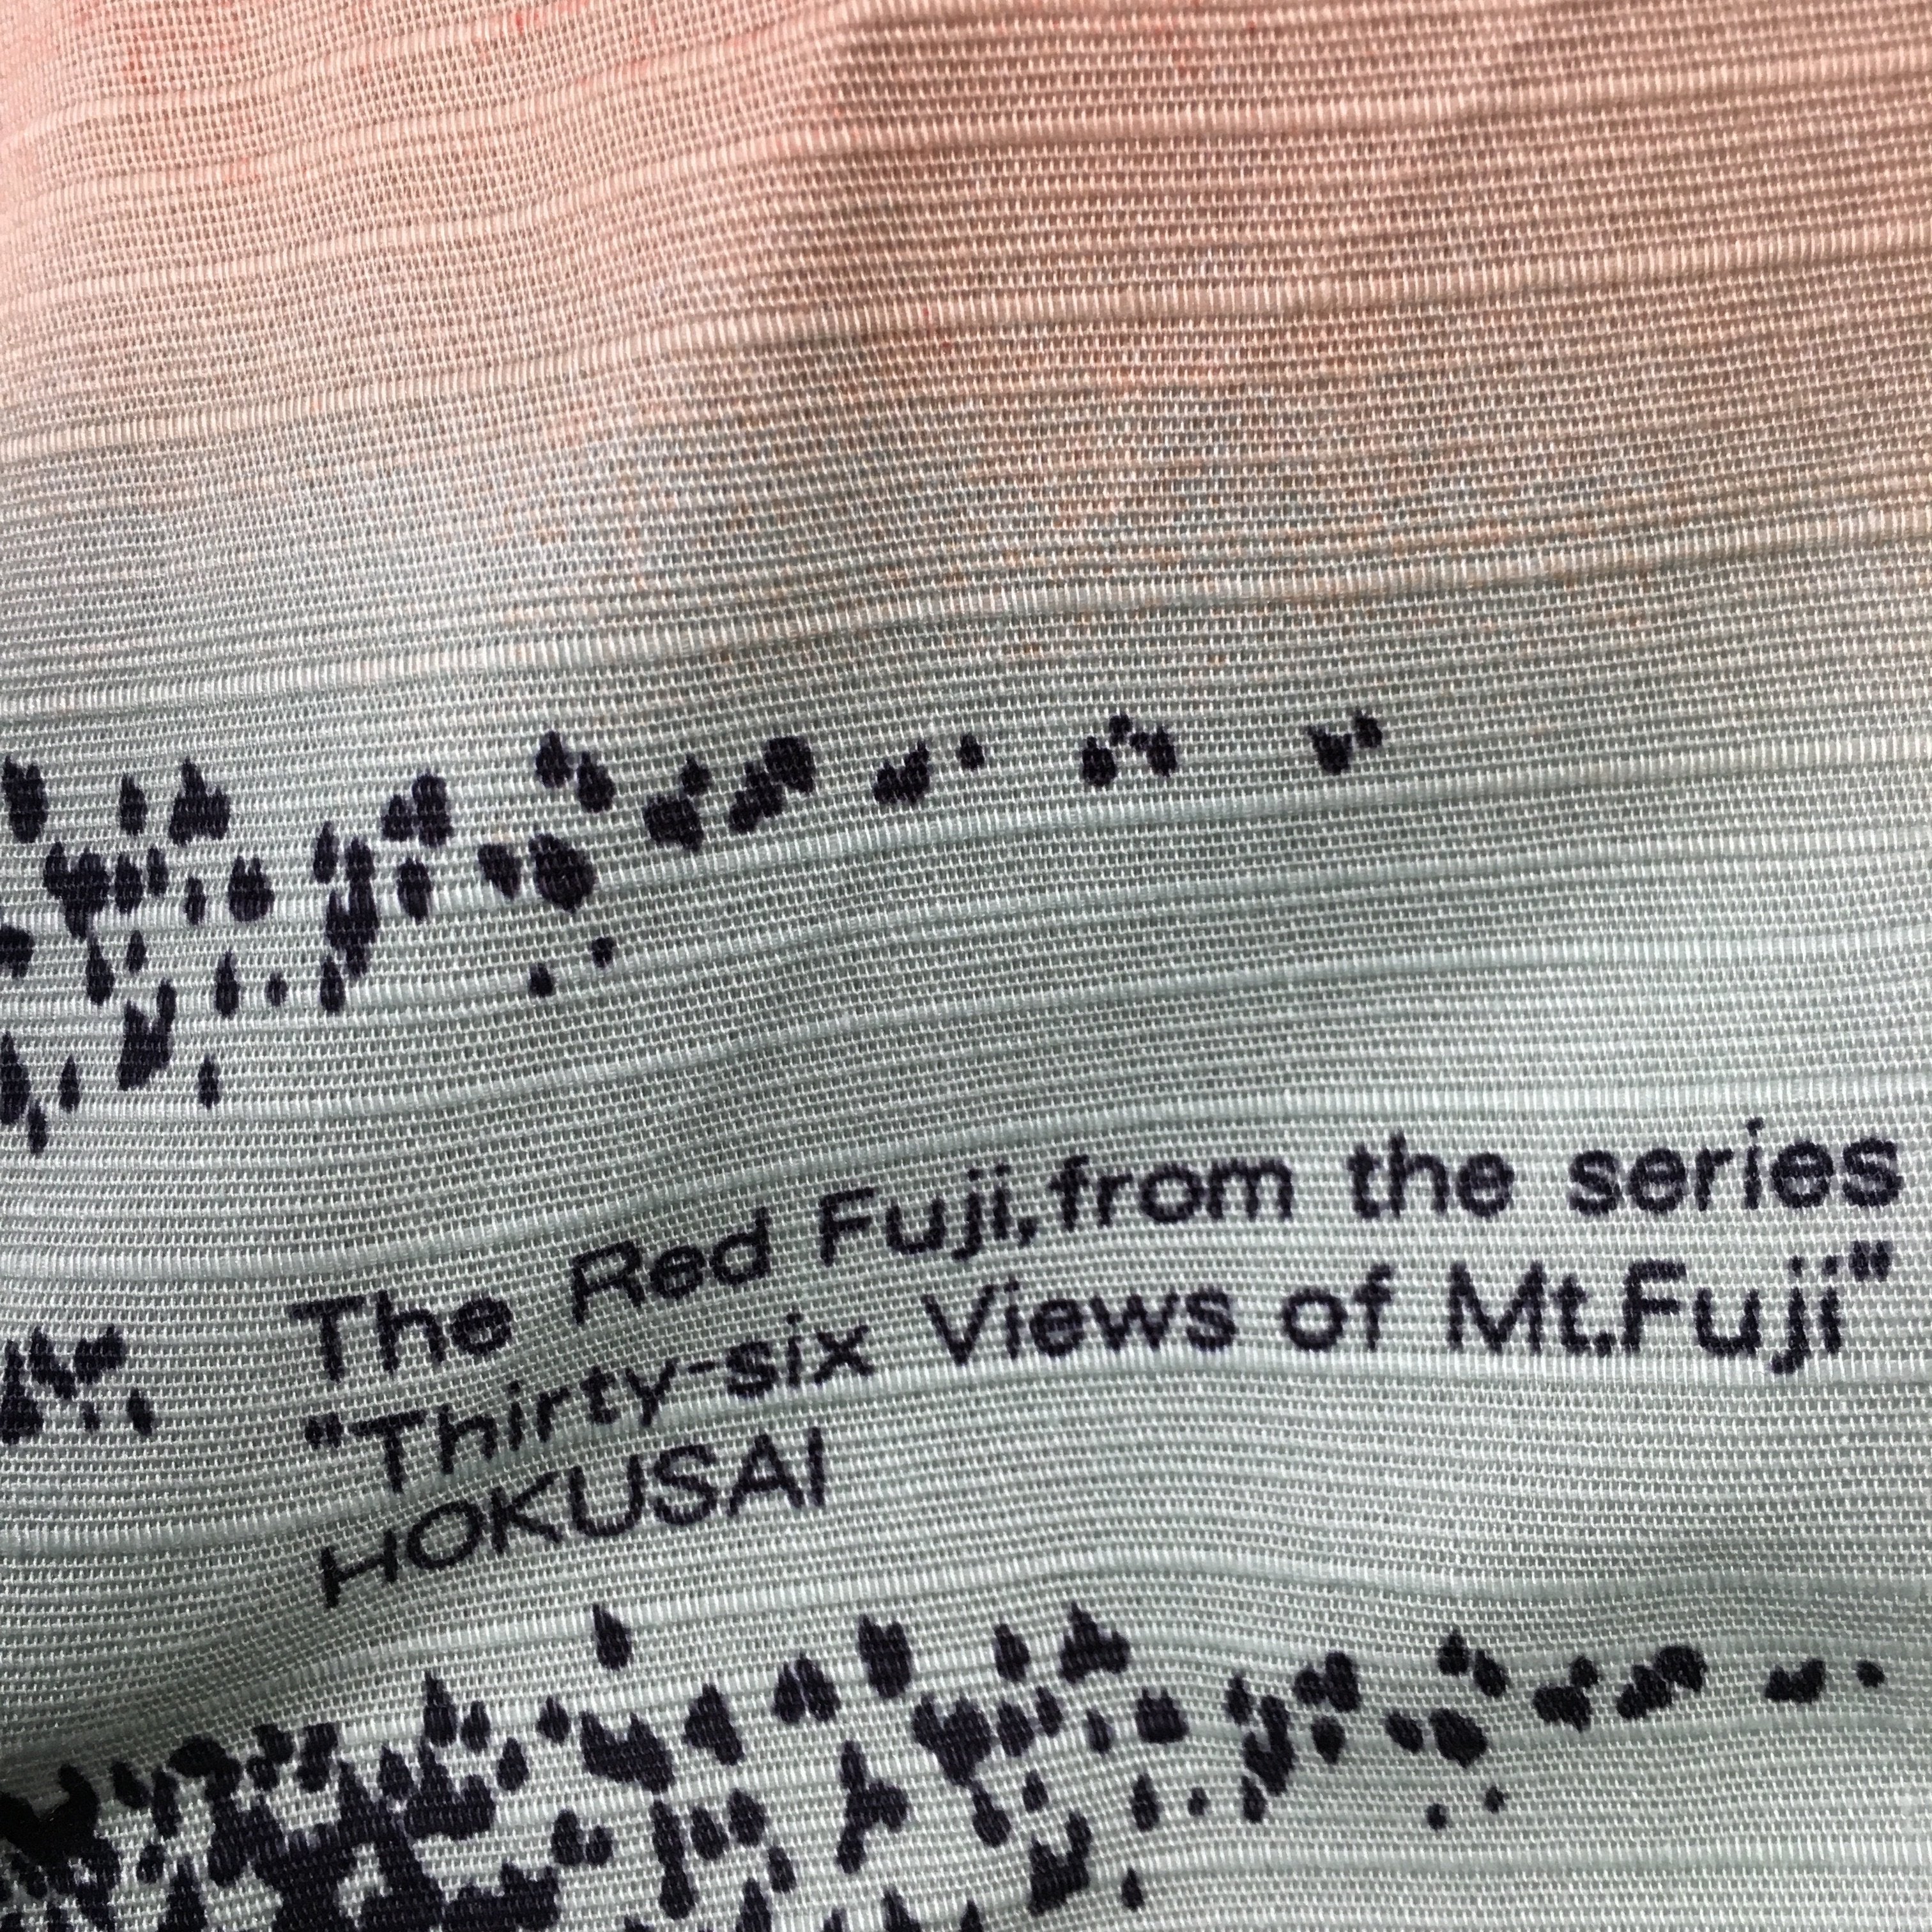 The Red Fuji,from the series
"Thirty-six Views of Mt.Fuji"
HOKUSAI